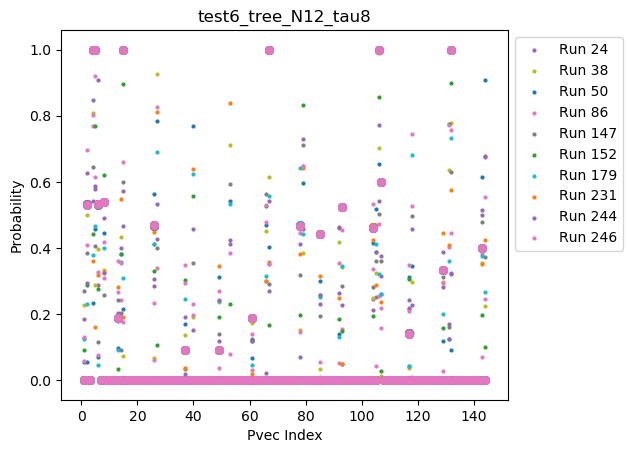 test6_tree_N12_tau8
Probability
1.0
0.8
0.6
0.4
0.2
0.0
0 20 40 60 80 100 120 140
Pvec Index
Run 24
Run 38
Run 50
Run 86
Run 147
Run 152
Run 179
Run 231
Run 244
Run 246